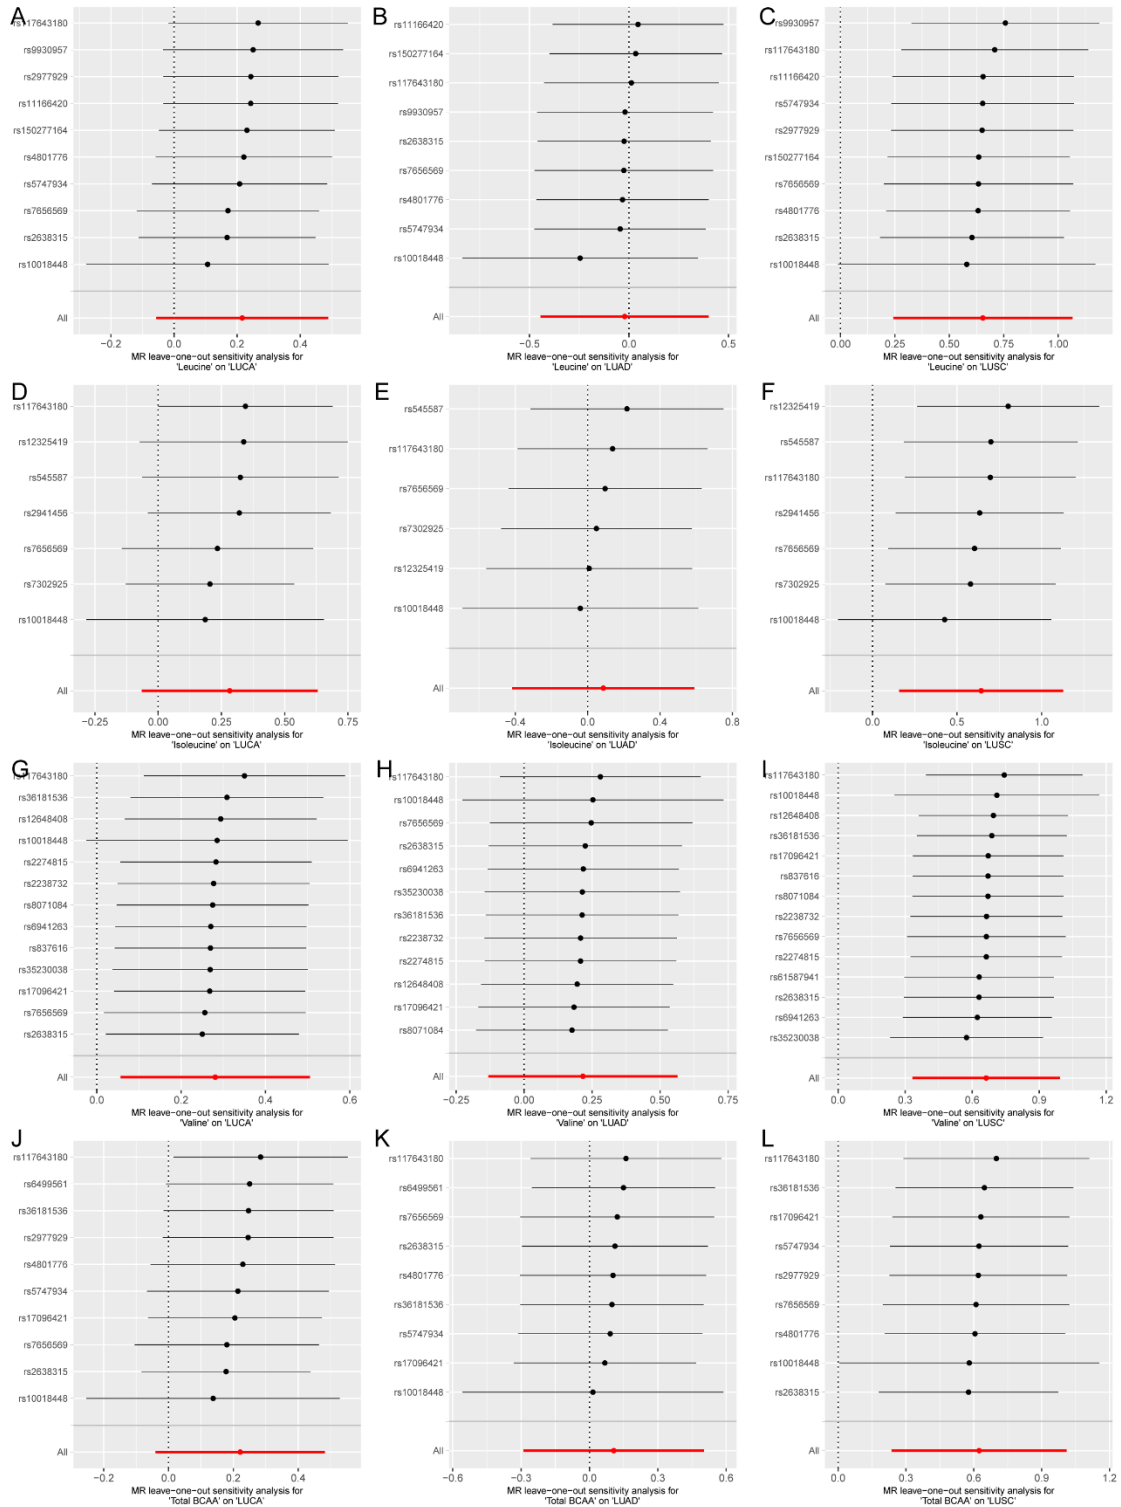 A
rs117643180
rs9930957
rs2977929
rs11166420
rs150277164
rs4801776
rs5747934
rs7656569
rs2638315
rs10018448
All
−0.2 0.0 0.2 0.4
MR leave−one−out sensitivity analysis for
'Leucine' on 'LUCA'
B
rs11166420
rs150277164
rs117643180
rs9930957
rs2638315
rs7656569
rs4801776
rs5747934
rs10018448
All
−0.5 0.0 0.5
MR leave−one−out sensitivity analysis for
'Leucine' on 'LUAD'
C
rs9930957
rs117643180
rs11166420
rs5747934
rs2977929
rs150277164
rs7656569
rs4801776
rs2638315
rs10018448
All
0.00 0.25 0.50 0.75 1.00
MR leave−one−out sensitivity analysis for
'Leucine' on 'LUSC'
D
rs117643180
rs12325419
rs545587
rs2941456
rs7656569
rs7302925
rs10018448
All
−0.25 0.00 0.25 0.50 0.75
MR leave−one−out sensitivity analysis for
'Isoleucine' on 'LUCA'
E
rs545587
rs117643180
rs7656569
rs7302925
rs12325419
rs10018448
All
−0.4 0.0 0.4 0.8
MR leave−one−out sensitivity analysis for
'Isoleucine' on 'LUAD'
F
rs12325419
rs545587
rs117643180
rs2941456
rs7656569
rs7302925
rs10018448
All
0.0 0.5 1.0
MR leave−one−out sensitivity analysis for
'Isoleucine' on 'LUSC'
G
rs117643180
rs36181536
rs12648408
rs10018448
rs2274815
rs2238732
rs8071084
rs6941263
rs837616
rs35230038
rs17096421
rs7656569
rs2638315
All
0.0 0.2 0.4 0.6
MR leave−one−out sensitivity analysis for
'Valine' on 'LUCA'
H
rs117643180
rs10018448
rs7656569
rs2638315
rs6941263
rs35230038
rs36181536
rs2238732
rs2274815
rs12648408
rs17096421
rs8071084
All
−0.25 0.00 0.25 0.50 0.75
MR leave−one−out sensitivity analysis for
'Valine' on 'LUAD'
I
rs117643180
rs10018448
rs12648408
rs36181536
rs17096421
rs837616
rs8071084
rs2238732
rs7656569
rs2274815
rs61587941
rs2638315
rs6941263
rs35230038
All
0.0 0.3 0.6 0.9 1.2
MR leave−one−out sensitivity analysis for
'Valine' on 'LUSC'
J
rs117643180
rs6499561
rs36181536
rs2977929
rs4801776
rs5747934
rs17096421
rs7656569
rs2638315
rs10018448
All
−0.2 0.0 0.2 0.4
MR leave−one−out sensitivity analysis for
'Total BCAA' on 'LUCA'
K
rs117643180
rs6499561
rs7656569
rs2638315
rs4801776
rs36181536
rs5747934
rs17096421
rs10018448
All
−0.6 −0.3 0.0 0.3 0.6
MR leave−one−out sensitivity analysis for
'Total BCAA' on 'LUAD'
L
rs117643180
rs36181536
rs17096421
rs5747934
rs2977929
rs7656569
rs4801776
rs10018448
rs2638315
All
0.0 0.3 0.6 0.9 1.2
MR leave−one−out sensitivity analysis for
'Total BCAA' on 'LUSC'